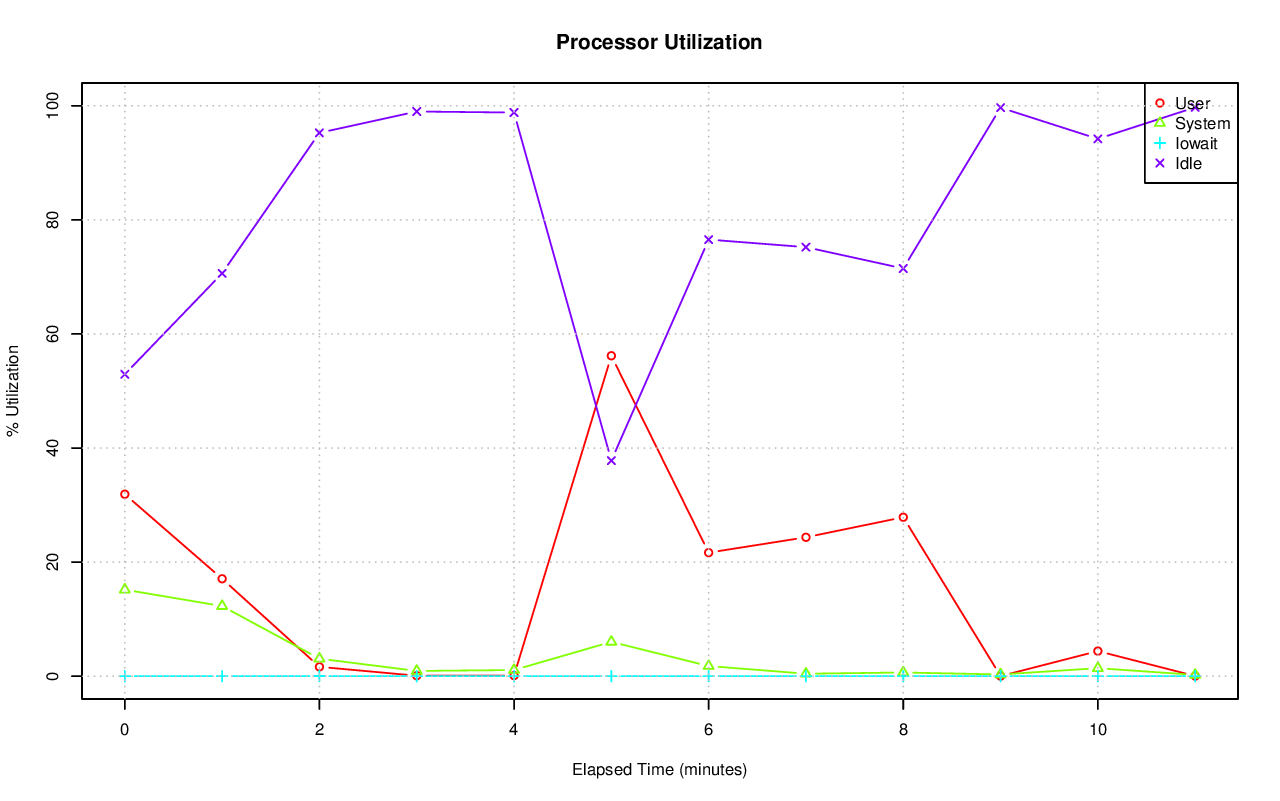 Processor Utilization
% Utilization
100
80
60
40
20
0
User
System
Iowait
Idle
0 2 4 6 8 10
Elapsed Time (minutes)